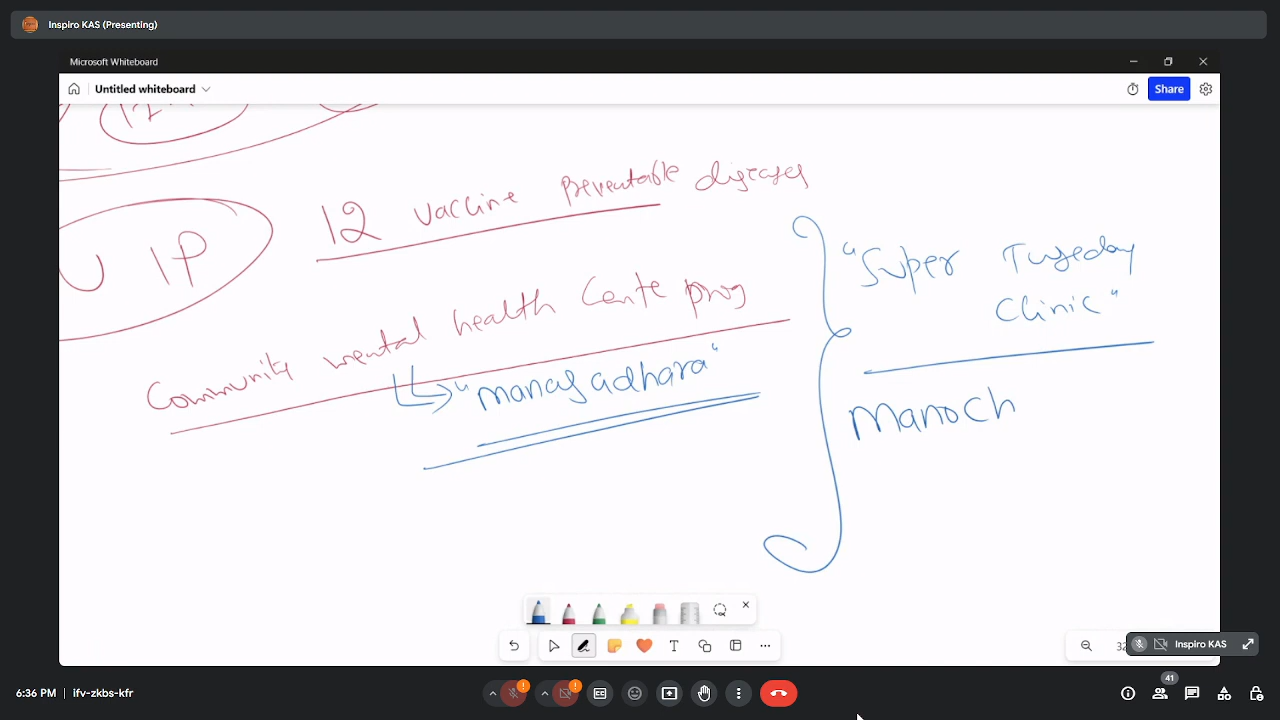 Inspiro KAS (Presenting)
Microsoft Whiteboard
Untitled whiteboard
Share
12 vaccine preventable diseases
UIP
"Super Tuesday
Clinic"
Community mental health Cente prog
"manasadhara"
Manoch
T
Inspiro KAS
6:36 PM | ifv-zkbs-kfr
41